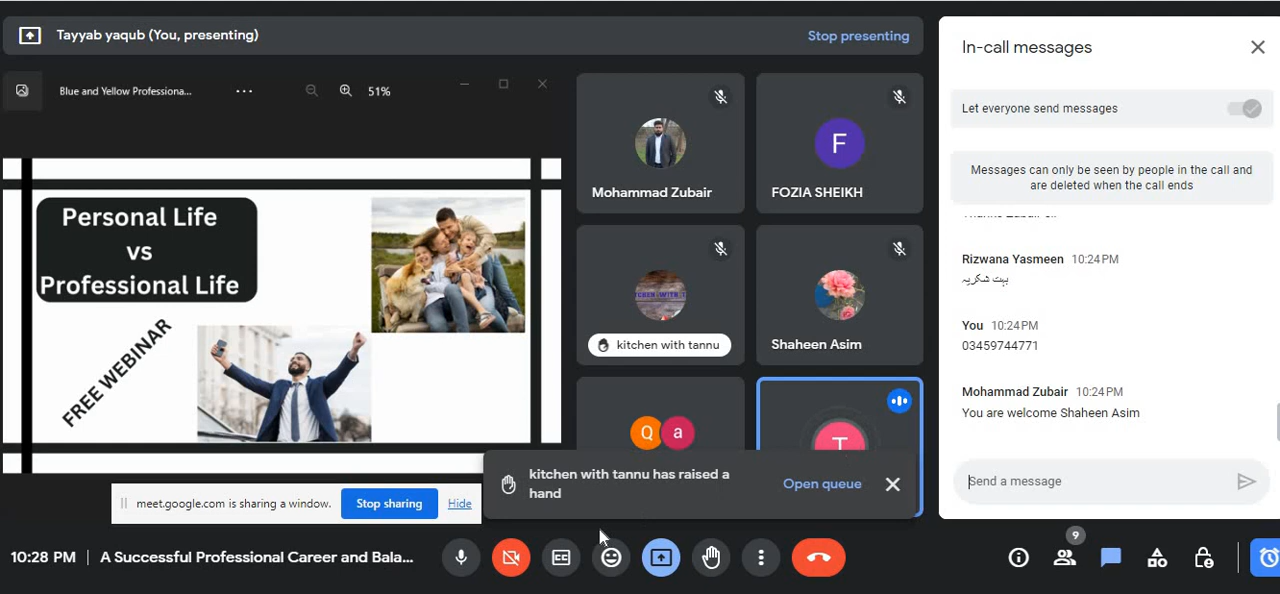 Tayyab yaqub (You, presenting)
Stop presenting
Blue and Yellow Professiona...
51%
Personal Life
vs
Professional Life
FREE WEBINAR
meet.google.com is sharing a window.
Stop sharing
Hide
Mohammad Zubair
F
FOZIA SHEIKH
kitchen with tannu
Shaheen Asim
Q
a
T
kitchen with tannu has raised a
hand
Open queue
In-call messages
Let everyone send messages
Messages can only be seen by people in the call and
are deleted when the call ends
Rizwana Yasmeen 10:24 PM
بہت شکریہ
You 10:24 PM
03459744771
Mohammad Zubair 10:24 PM
You are welcome Shaheen Asim
Send a message
10:28 PM | A Successful Professional Career and Bala...
9